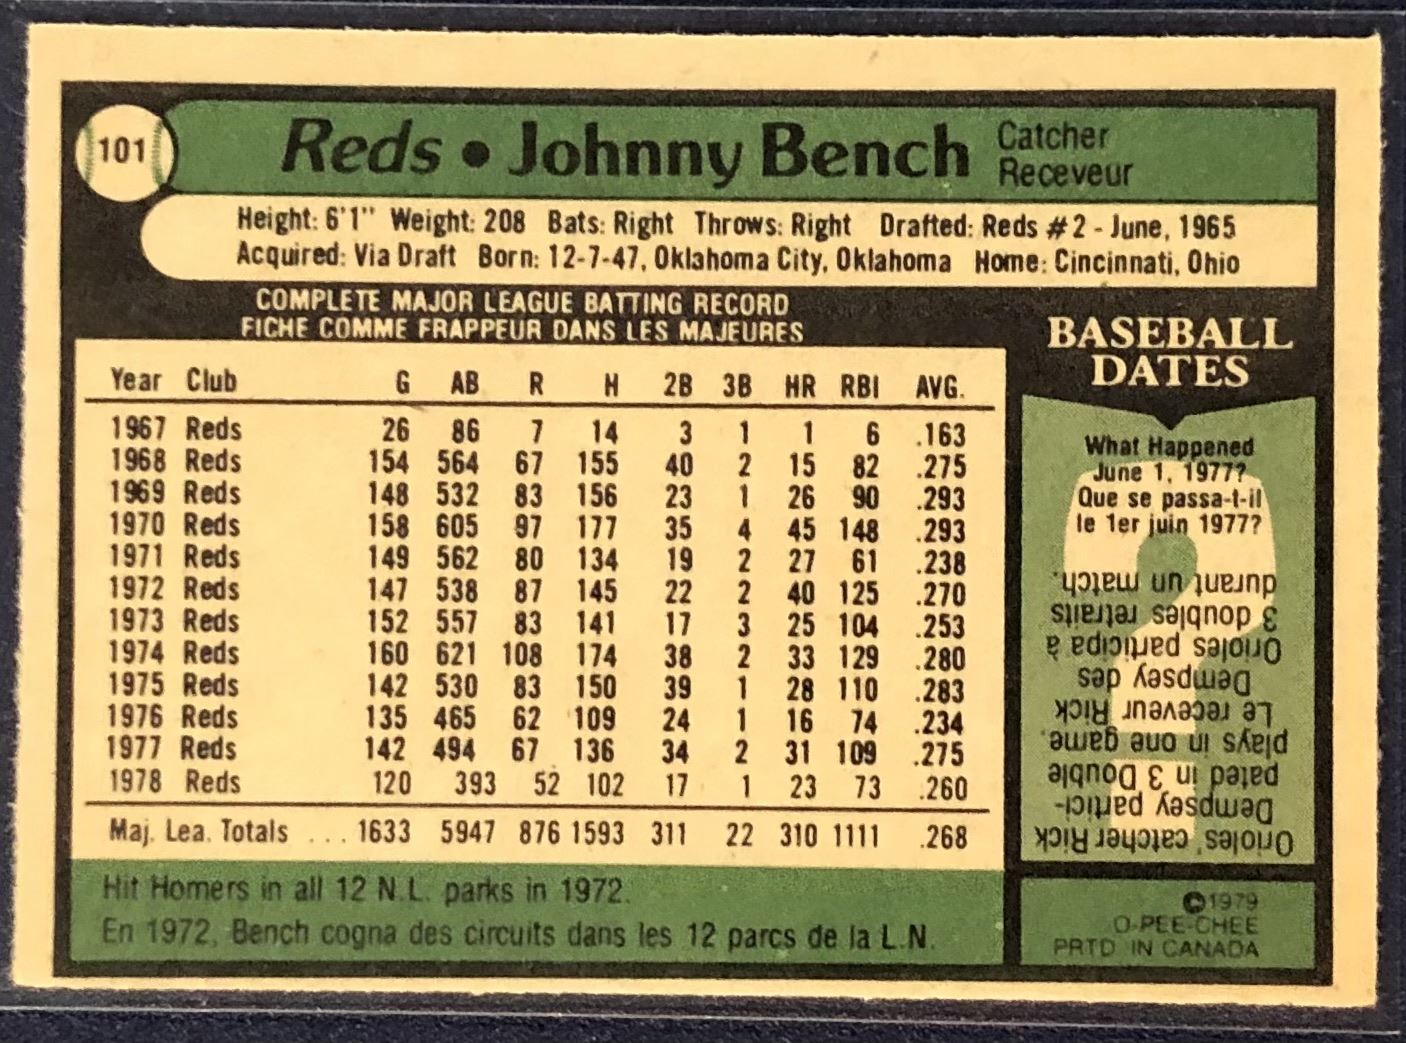 101
Reds • Johnny Bench
Catcher
Receveur
Height: 6'1" Weight: 208 Bats: Right Throws: Right Drafted: Reds #2 - June, 1965
Acquired: Via Draft Born: 12-7-47, Oklahoma City, Oklahoma Home: Cincinnati, Ohio
COMPLETE MAJOR LEAGUE BATTING RECORD
FICHE COMME FRAPPEUR DANS LES MAJEURES
Year Club G AB R H 2B 3B HR RBI AVG.
1967 Reds 26 86 7 14 3 1 1 6 .163
1968 Reds 154 564 67 155 40 2 15 82 .275
1969 Reds 148 532 83 156 23 1 26 90 .293
1970 Reds 158 605 97 177 35 4 45 148 .293
1971 Reds 149 562 80 134 19 2 27 61 .238
1972 Reds 147 538 87 145 22 2 40 125 .270
1973 Reds 152 557 83 141 17 3 25 104 .253
1974 Reds 160 621 108 174 38 2 33 129 .280
1975 Reds 142 530 83 150 39 1 28 110 .283
1976 Reds 135 465 62 109 24 1 16 74 .234
1977 Reds 142 494 67 136 34 2 31 109 .275
1978 Reds 120 393 52 102 17 1 23 73 .260
Maj. Lea. Totals ... 1633 5947 876 1593 311 22 310 1111 .268
Hit Homers in all 12 N.L. parks in 1972.
En 1972, Bench cogna des circuits dans les 12 parcs de la L.N.
BASEBALL
DATES
What Happened
June 1, 1977?
Que se passa-t-il
le 1er juin 1977?
Orioles' catcher Rick
Dempsey partici-
pated in 3 Double
plays in one game.
Le receveur Rick
Dempsey des
Orioles participa à
3 doubles retraits
durant un match.
©1979
O-PEE-CHEE
PRTD IN CANADA